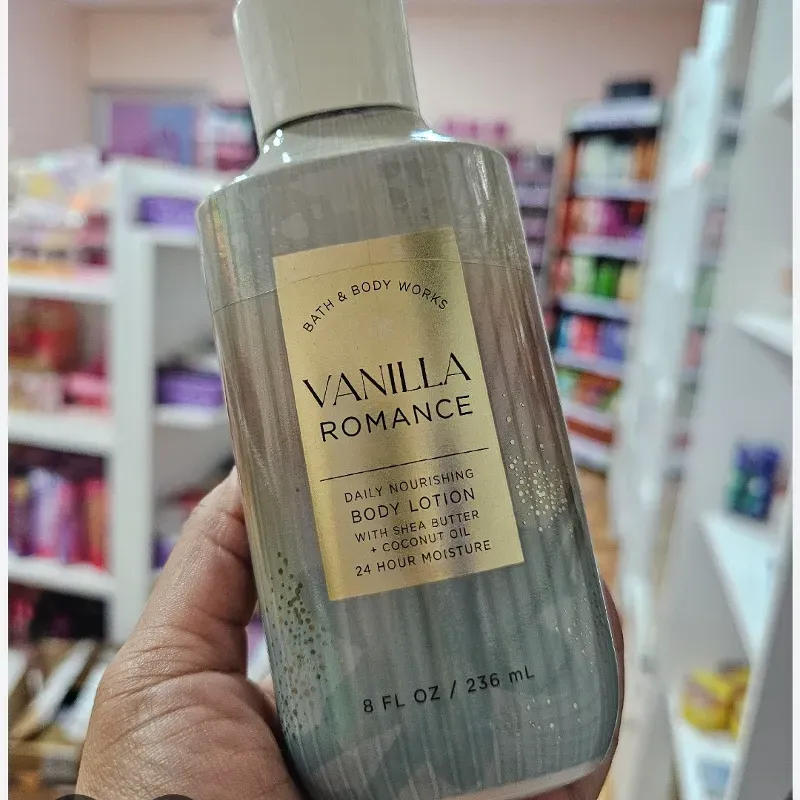 BATH & BODY WORKS
VANILLA
ROMANCE
DAILY NOURISHING
BODY LOTION
WITH SHEA BUTTER
+ COCONUT OIL
24 HOUR MOISTURE
8 FL OZ / 236 mL